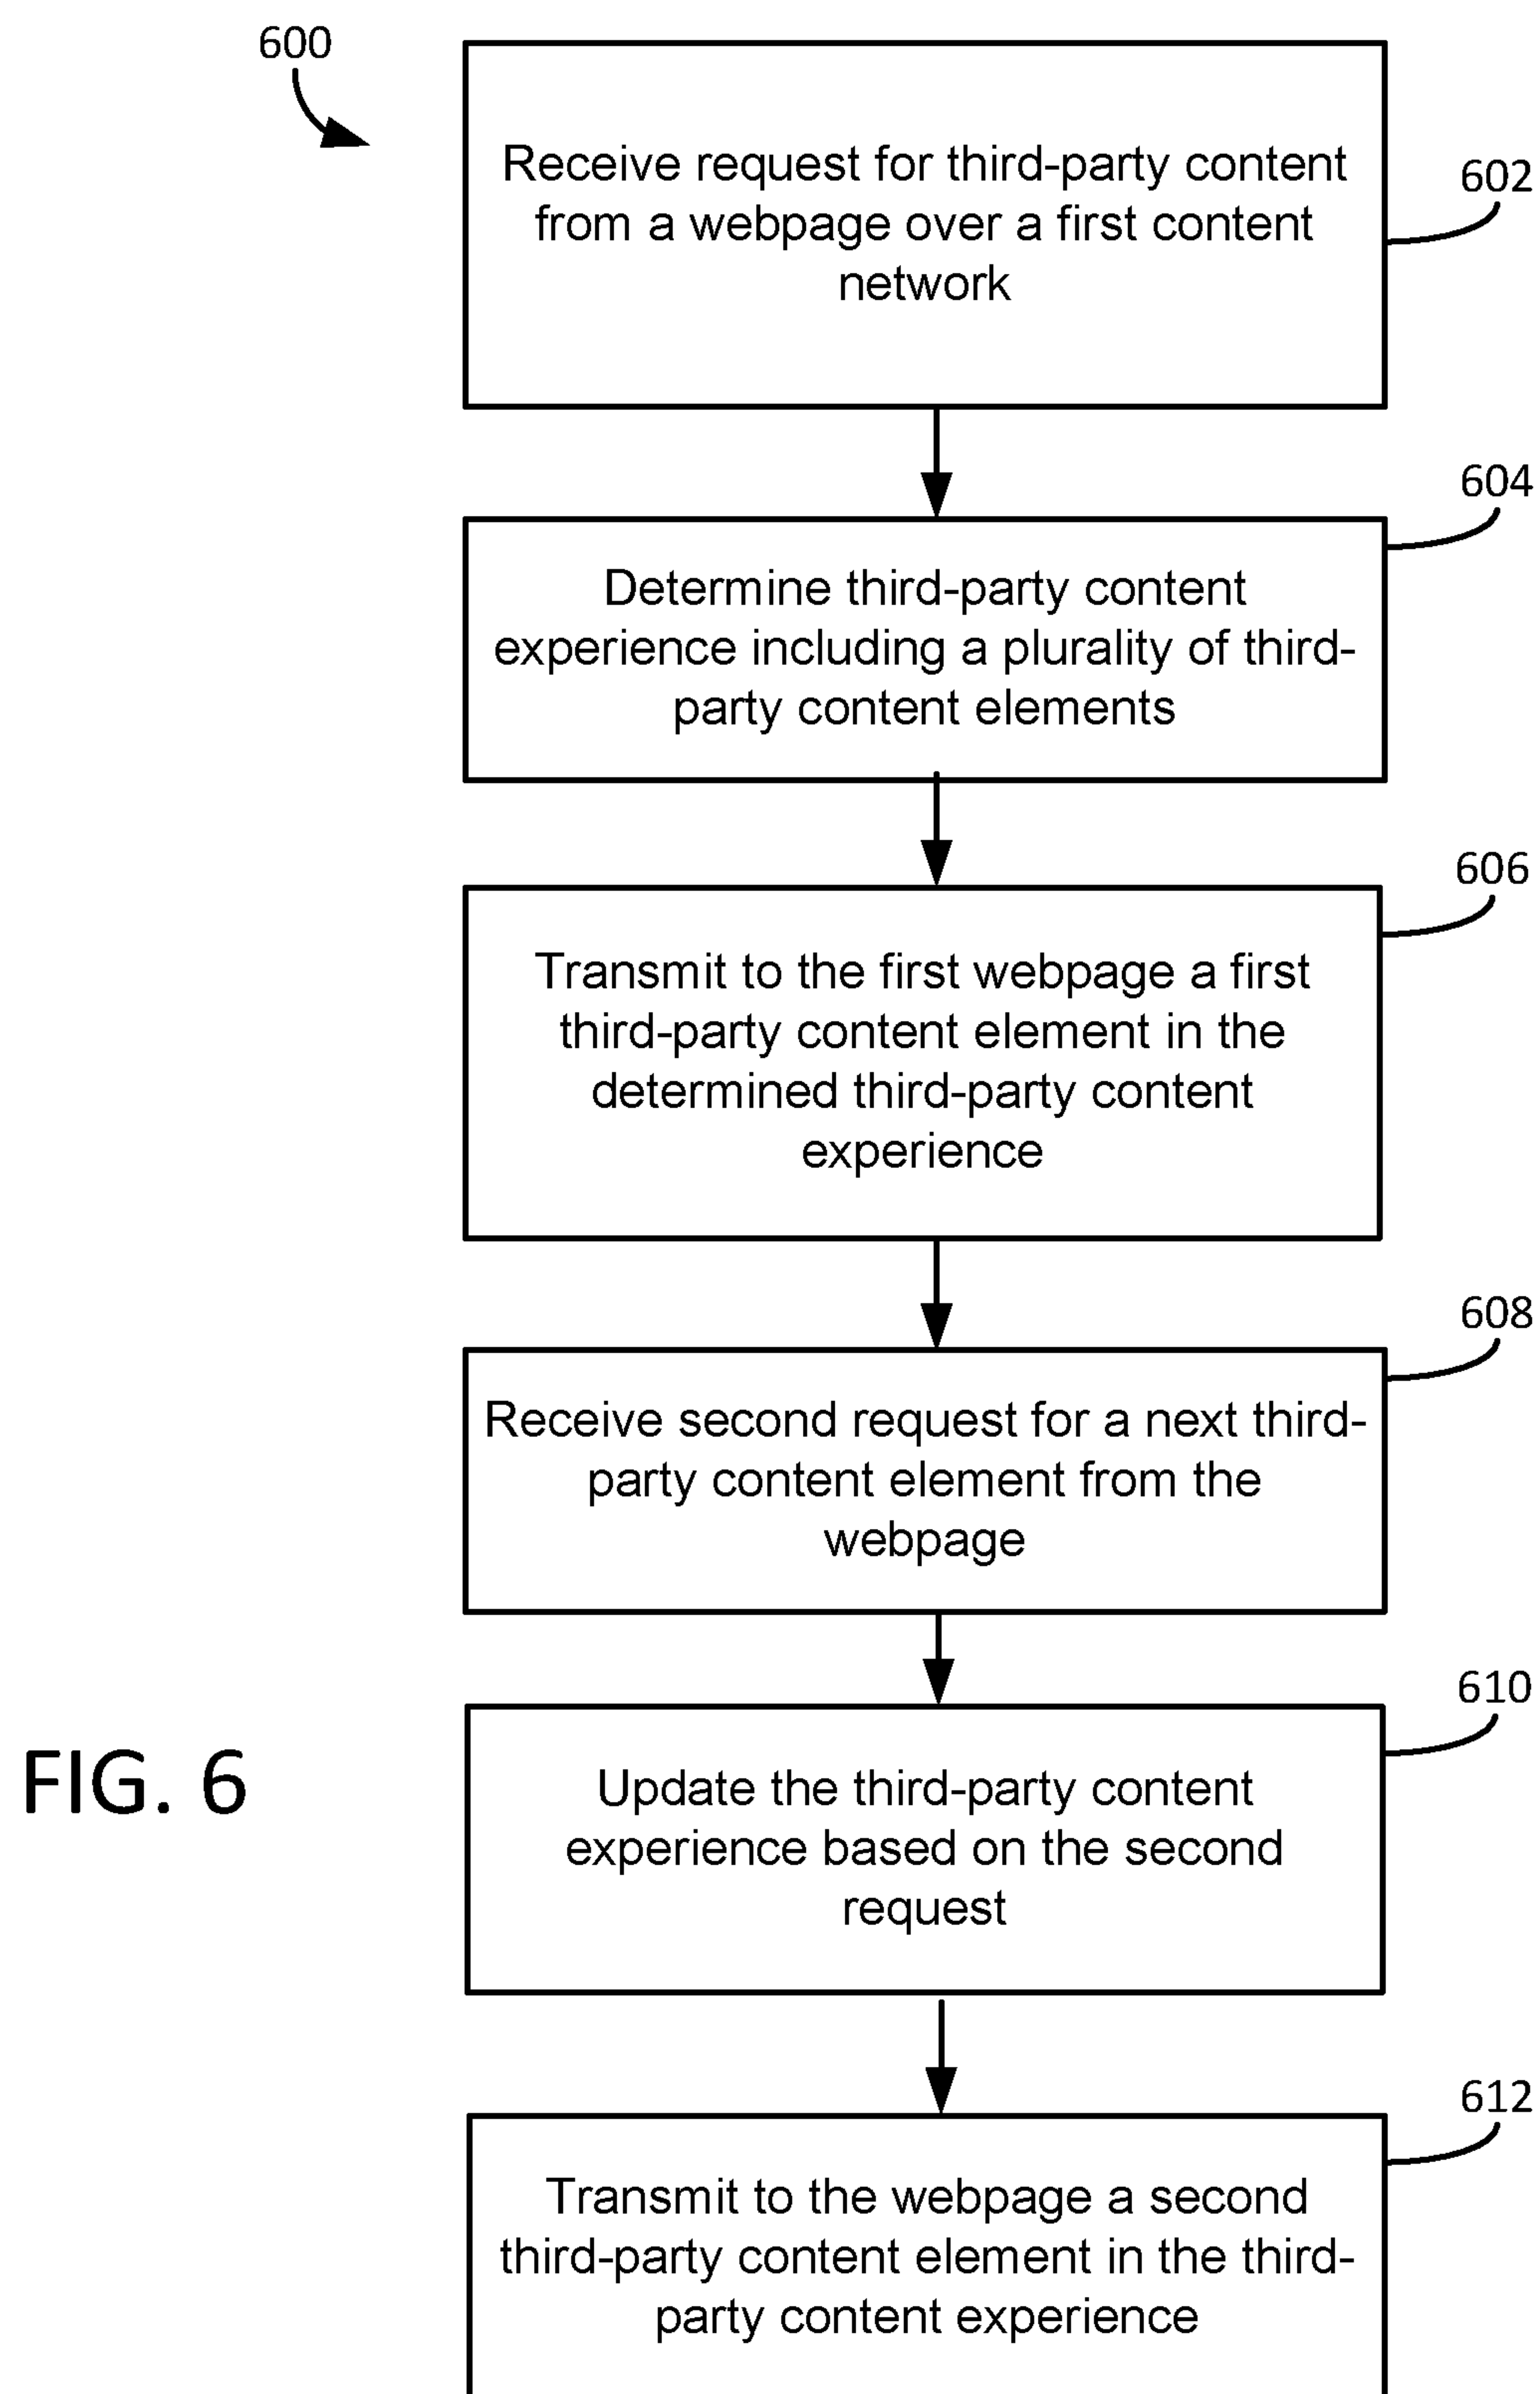 600
Receive request for third-party content
from a webpage over a first content
network
602
604
Determine third-party content
experience including a plurality of third-
party content elements
606
Transmit to the first webpage a first
third-party content element in the
determined third-party content
experience
608
Receive second request for a next third-
party content element from the
webpage
610
FIG. 6
Update the third-party content
experience based on the second
request
612
Transmit to the webpage a second
third-party content element in the third-
party content experience